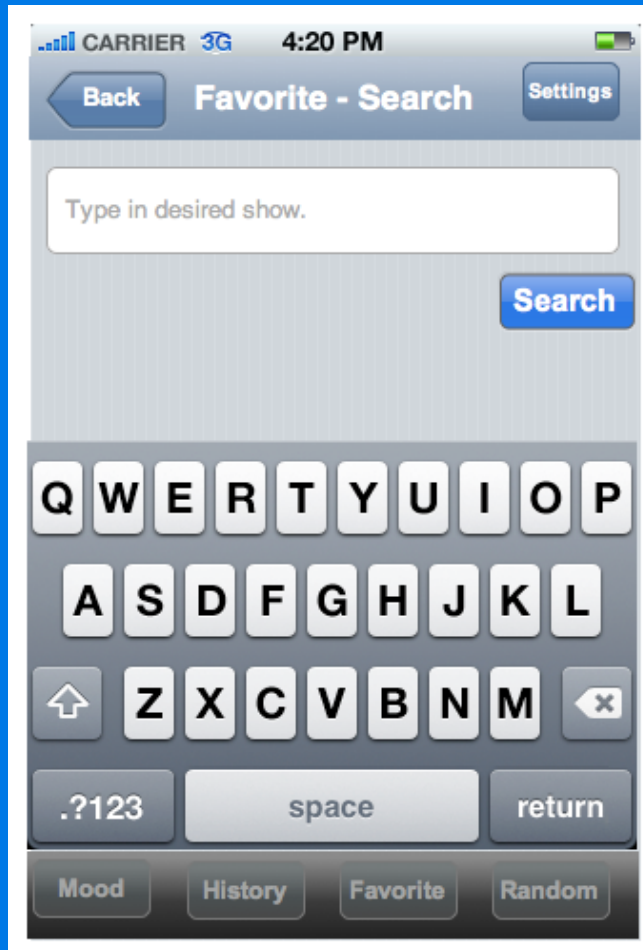 CARRIER 3G 4:20 PM
Back Favorite - Search Settings
Type in desired show.
Search
Q W E R T Y U I O P
A S D F G H J K L
Z X C V B N M
.?123 space return
Mood History Favorite Random